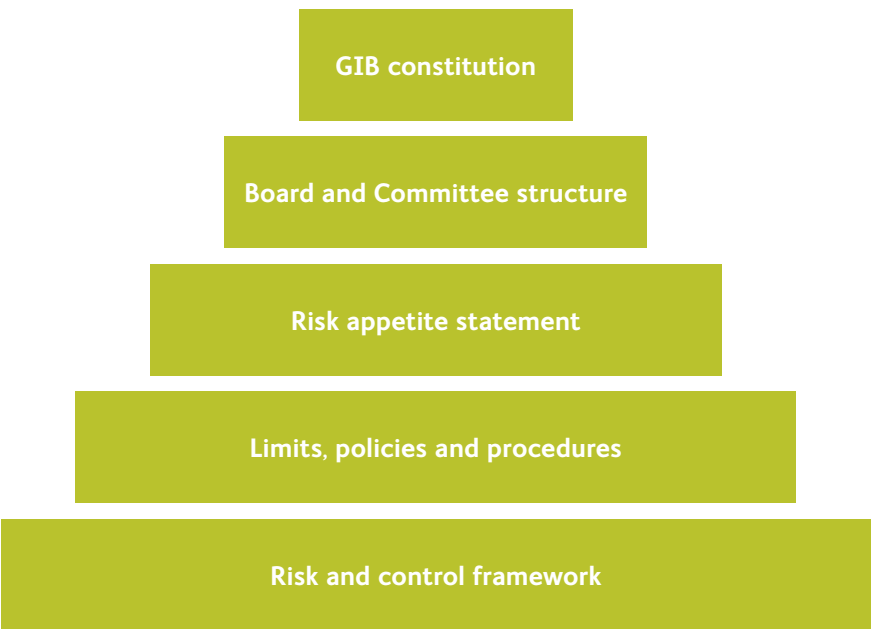 GIB constitution
Board and Committee structure
Risk appetite statement
Limits, policies and procedures
Risk and control framework